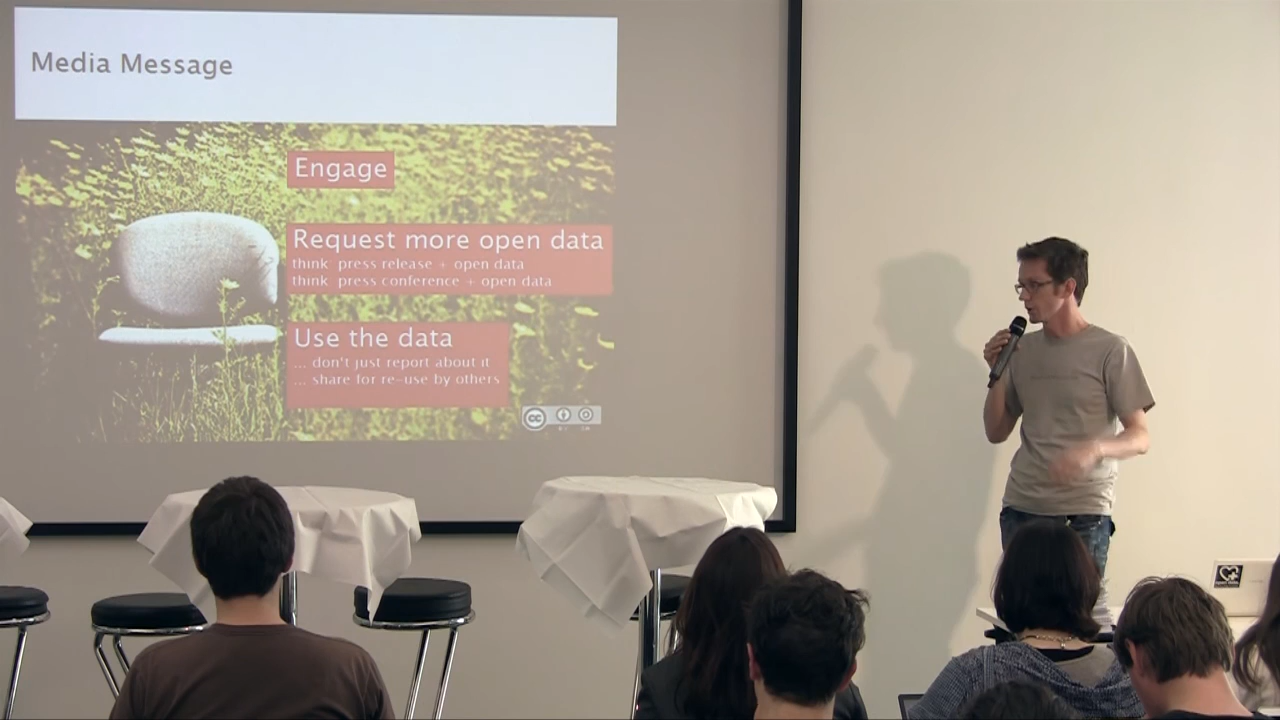 Media Message
Engage
Request more open data
think press release + open data
think press conference + open data
Use the data
... don't just report about it
... share for re-use by others
cc